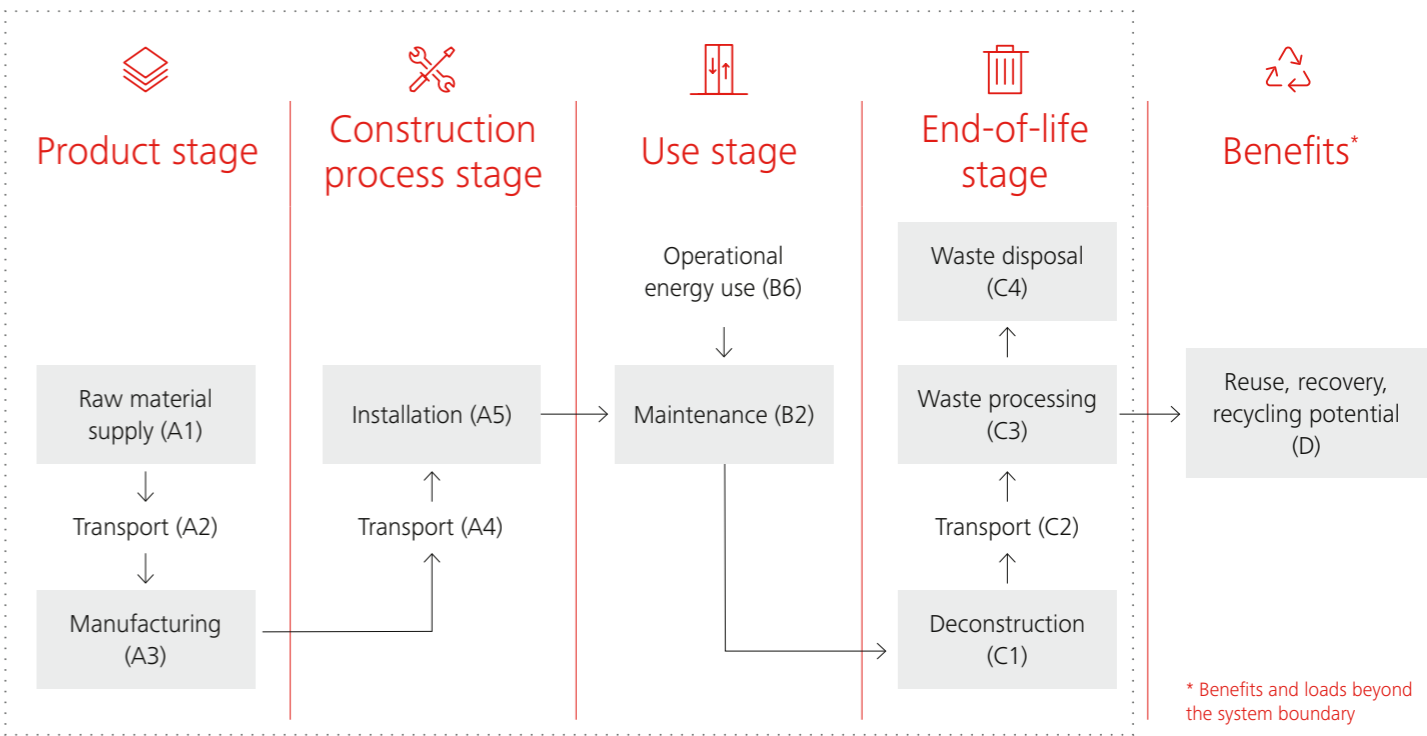 Product stage
Raw material
supply (A1)
Transport (A2)
Manufacturing
(A3)
Construction
process stage
Installation (A5)
Transport (A4)
Use stage
Operational
energy use (B6)
Maintenance (B2)
End-of-life
stage
Waste disposal
(C4)
Waste processing
(C3)
Transport (C2)
Deconstruction
(C1)
Benefits*
Reuse, recovery,
recycling potential
(D)
* Benefits and loads beyond
the system boundary